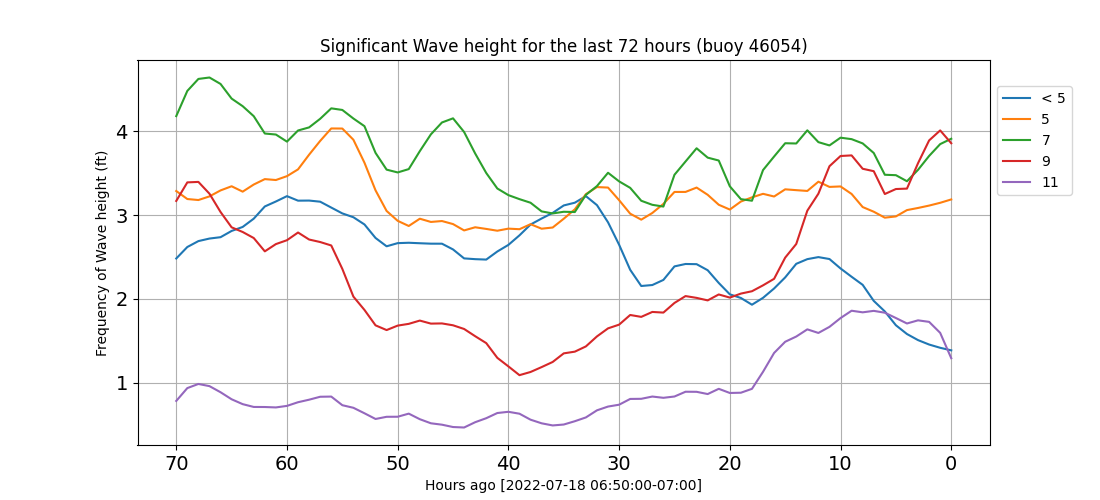 Significant Wave height for the last 72 hours (buoy 46054)
< 5
5
7
9
11
Frequency of Wave height (ft)
4
3
2
1
70 60 50 40 30 20 10 0
Hours ago [2022-07-18 06:50:00-07:00]